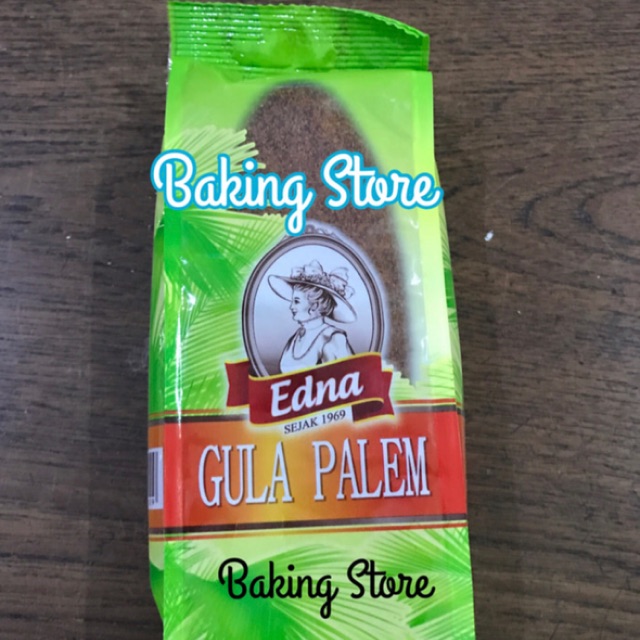 Baking Store
Edna
SEJAK 1969
GULA PALEM
Baking Store